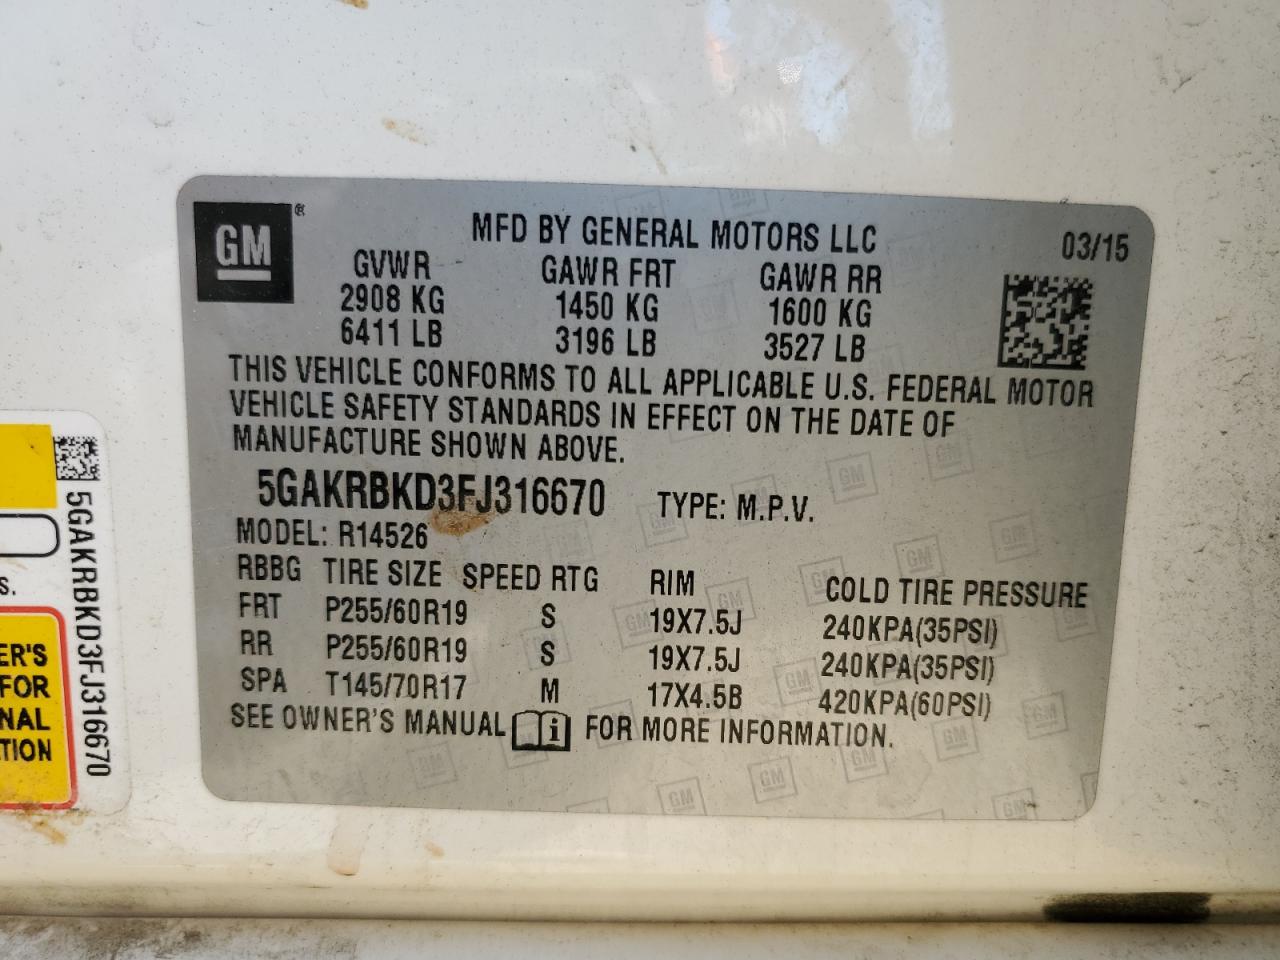 GM ®
MFD BY GENERAL MOTORS LLC 03/15
GVWR GAWR FRT GAWR RR
2908 KG 1450 KG 1600 KG
6411 LB 3196 LB 3527 LB
THIS VEHICLE CONFORMS TO ALL APPLICABLE U.S. FEDERAL MOTOR
VEHICLE SAFETY STANDARDS IN EFFECT ON THE DATE OF
MANUFACTURE SHOWN ABOVE.
5GAKRBKD3FJ316670 TYPE: M.P.V.
MODEL: R14526
RBBG TIRE SIZE SPEED RTG RIM COLD TIRE PRESSURE
FRT P255/60R19 S 19X7.5J 240KPA(35PSI)
RR P255/60R19 S 19X7.5J 240KPA(35PSI)
SPA T145/70R17 M 17X4.5B 420KPA(60PSI)
SEE OWNER'S MANUAL i FOR MORE INFORMATION.
5GAKRBKD3FJ316670
S.
ER'S
FOR
NAL
TION